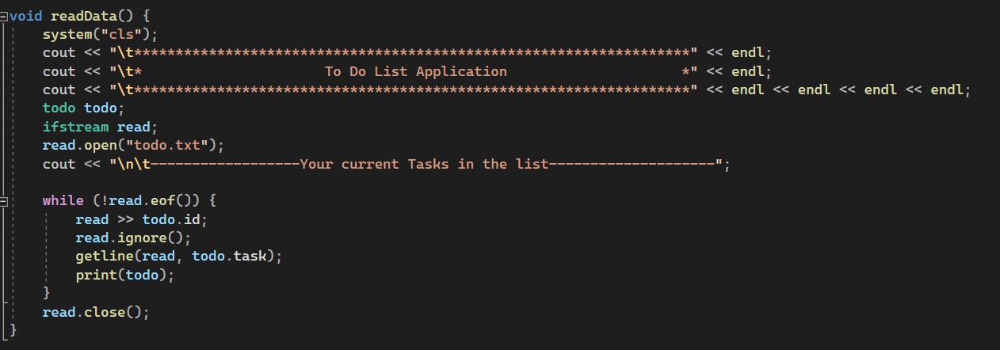 void readData() {
    system("cls");
    cout << "\t*******************************************************************" << endl;
    cout << "\t*                      To Do List Application                     *" << endl;
    cout << "\t*******************************************************************" << endl << endl << endl << endl;
    todo todo;
    ifstream read;
    read.open("todo.txt");
    cout << "\n\t------------------Your current Tasks in the list--------------------";
    while (!read.eof()) {
        read >> todo.id;
        read.ignore();
        getline(read, todo.task);
        print(todo);
    }
    read.close();
}